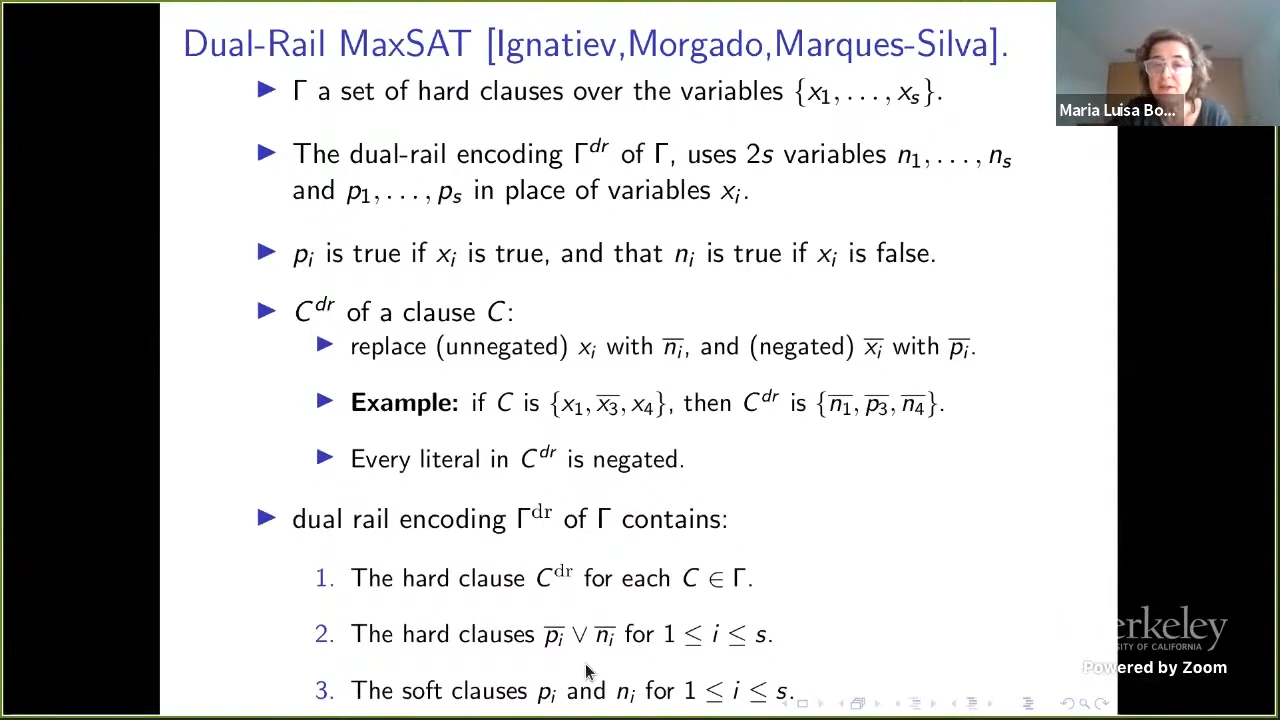 Dual-Rail MaxSAT [Ignatiev,Morgado,Marques-Silva].
▶ Γ a set of hard clauses over the variables {x₁, . . . , xₛ}.
▶ The dual-rail encoding Γᵈʳ of Γ, uses 2s variables n₁, . . . , nₛ
and p₁, . . . , pₛ in place of variables xᵢ.
▶ pᵢ is true if xᵢ is true, and that nᵢ is true if xᵢ is false.
▶ Cᵈʳ of a clause C:
▶ replace (unnegated) xᵢ with n̅ᵢ, and (negated) x̅ᵢ with p̅ᵢ.
▶ Example: if C is {x₁, x̅₃, x₄}, then Cᵈʳ is {n̅₁, p̅₃, n̅₄}.
▶ Every literal in Cᵈʳ is negated.
▶ dual rail encoding Γᵈʳ of Γ contains:
1. The hard clause Cᵈʳ for each C ∈ Γ.
2. The hard clauses p̅ᵢ ∨ n̅ᵢ for 1 ≤ i ≤ s.
3. The soft clauses pᵢ and nᵢ for 1 ≤ i ≤ s.
Maria Luisa Bo...
erkeley
SITY OF CALIFORNIA
Powered by Zoom